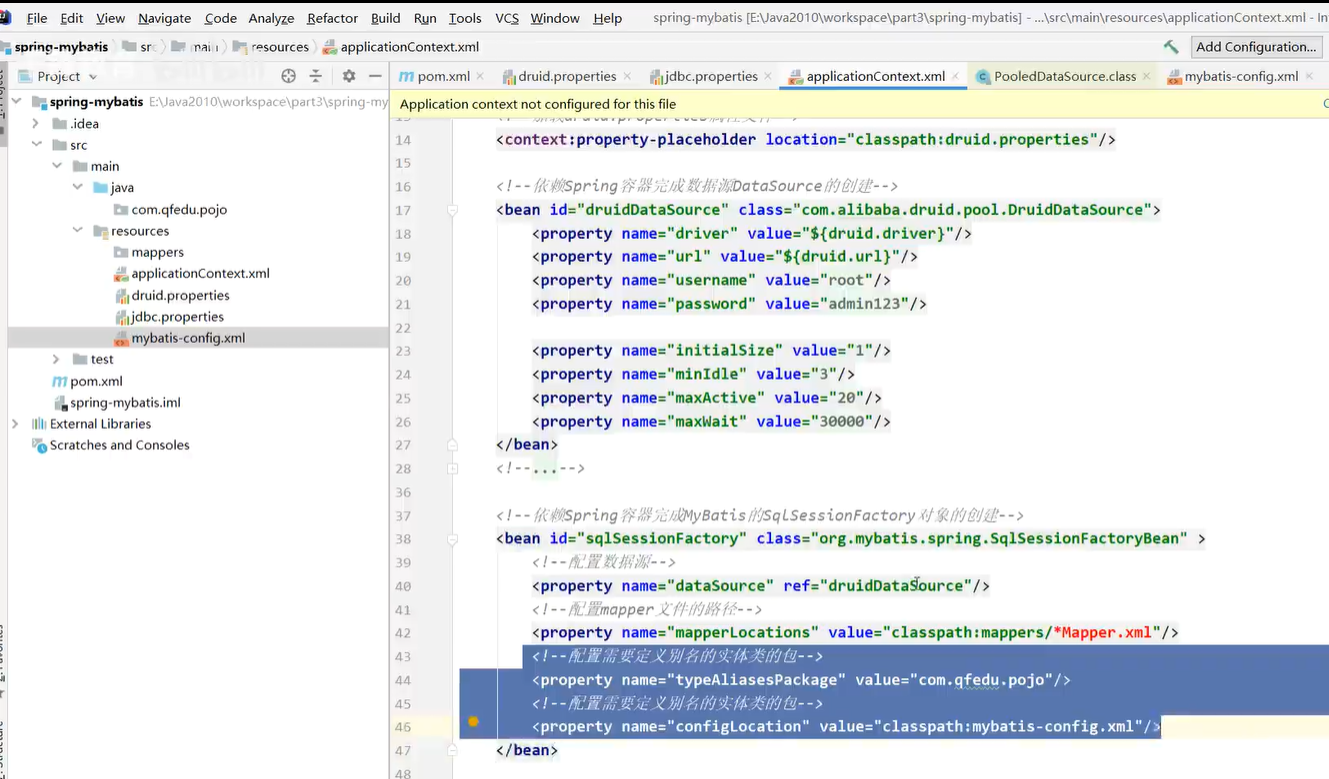 File Edit View Navigate Code Analyze Refactor Build Run Tools VCS Window Help spring-mybatis [E:\Java2010\workspace\part3\spring-mybatis] - ...\src\main\resources\applicationContext.xml -
spring-mybatis src main resources applicationContext.xml Add Configuration...
Project pom.xml druid.properties jdbc.properties applicationContext.xml PooledDataSource.class mybatis-config.xml
spring-mybatis E:\Java2010\workspace\part3\spring-my
.idea
src
main
java
com.qfedu.pojo
resources
mappers
applicationContext.xml
druid.properties
jdbc.properties
mybatis-config.xml
test
pom.xml
spring-mybatis.iml
External Libraries
Scratches and Consoles
Application context not configured for this file
14 <context:property-placeholder location="classpath:druid.properties"/>
15
16 <!--依赖Spring容器完成数据源DataSource的创建-->
17 <bean id="druidDataSource" class="com.alibaba.druid.pool.DruidDataSource">
18 <property name="driver" value="${druid.driver}"/>
19 <property name="url" value="${druid.url}"/>
20 <property name="username" value="root"/>
21 <property name="password" value="admin123"/>
22
23 <property name="initialSize" value="1"/>
24 <property name="minIdle" value="3"/>
25 <property name="maxActive" value="20"/>
26 <property name="maxWait" value="30000"/>
27 </bean>
28 <!--...-->
36
37 <!--依赖Spring容器完成MyBatis的SqlSessionFactory对象的创建-->
38 <bean id="sqlSessionFactory" class="org.mybatis.spring.SqlSessionFactoryBean" >
39 <!--配置数据源-->
40 <property name="dataSource" ref="druidDataSource"/>
41 <!--配置mapper文件的路径-->
42 <property name="mapperLocations" value="classpath:mappers/*Mapper.xml"/>
43 <!--配置需要定义别名的实体类的包-->
44 <property name="typeAliasesPackage" value="com.qfedu.pojo"/>
45 <!--配置需要定义别名的实体类的包-->
46 <property name="configLocation" value="classpath:mybatis-config.xml"/>
47 </bean>
48